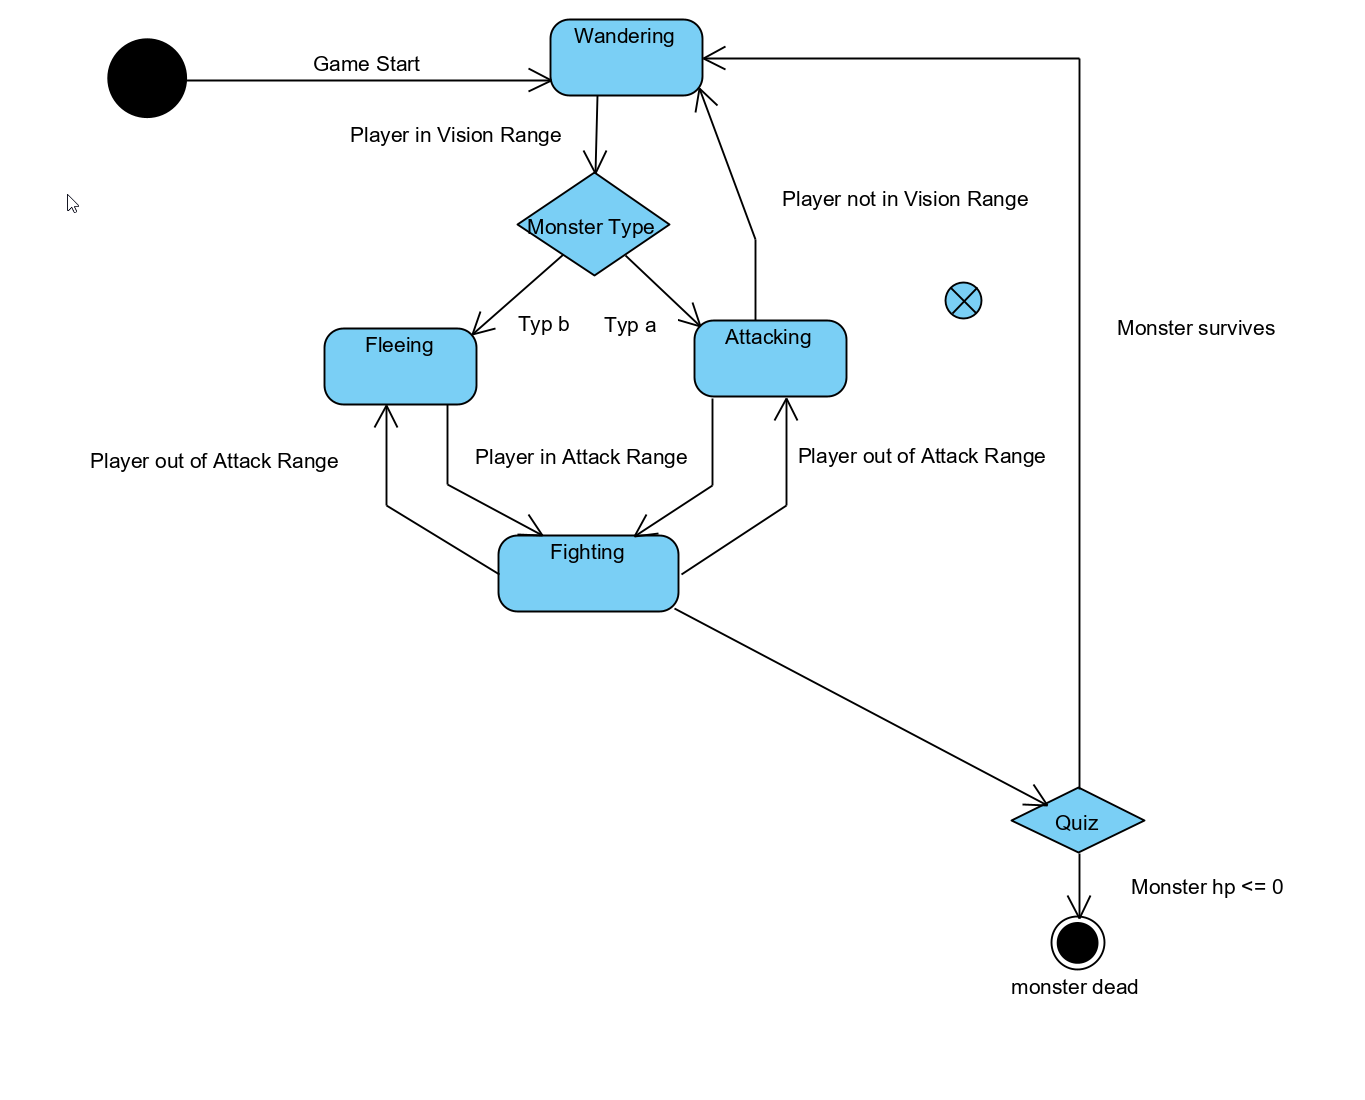 Wandering
Game Start
Player in Vision Range
Player not in Vision Range
Monster Type
Typ b
Typ a
Monster survives
Fleeing
Attacking
Player out of Attack Range
Player in Attack Range
Player out of Attack Range
Fighting
Quiz
Monster hp <= 0
monster dead